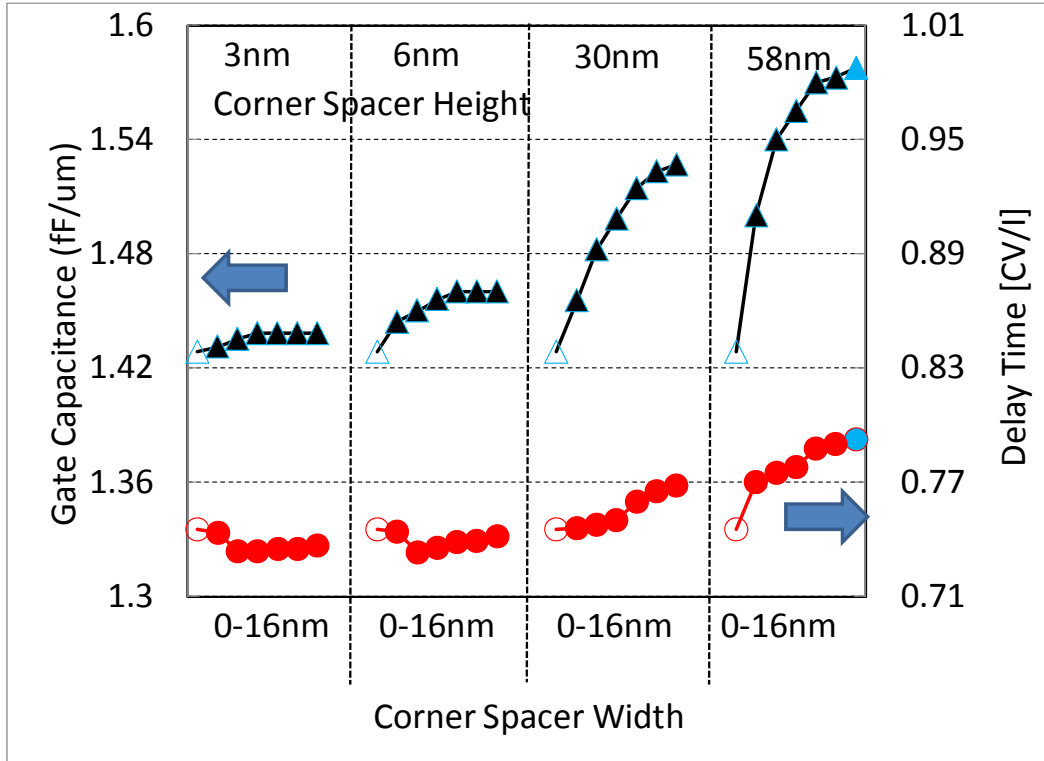 1.6
1.54
1.48
1.42
1.36
1.3
Gate Capacitance (fF/um)
3nm
6nm
30nm
58nm
Corner Spacer Height
1.01
0.95
0.89
0.83
0.77
0.71
Delay Time [CV/I]
0-16nm
0-16nm
0-16nm
0-16nm
Corner Spacer Width